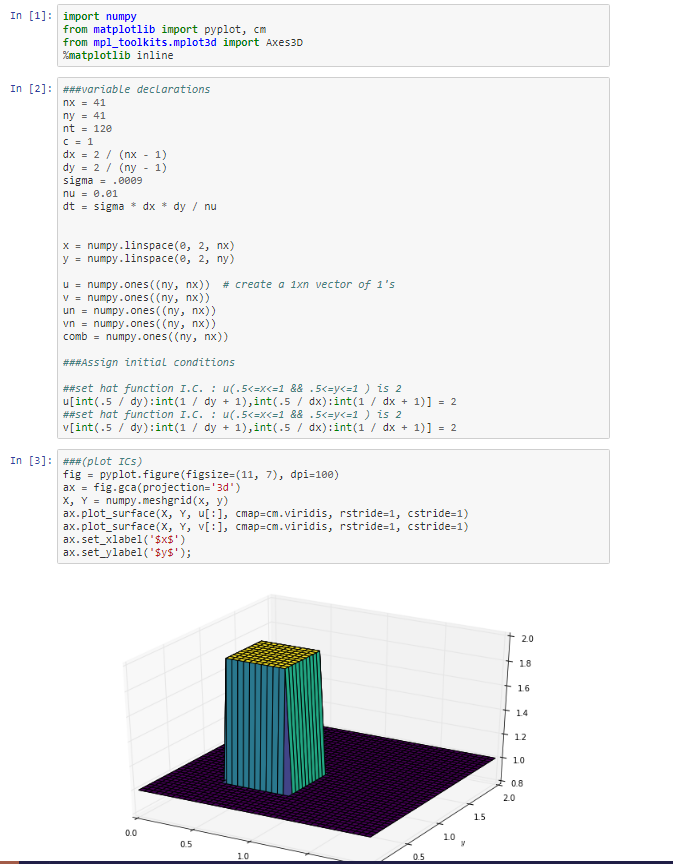 In [1]: import numpy
from matplotlib import pyplot, cm
from mpl_toolkits.mplot3d import Axes3D
%matplotlib inline
In [2]: ###variable declarations
nx = 41
ny = 41
nt = 120
c = 1
dx = 2 / (nx - 1)
dy = 2 / (ny - 1)
sigma = .0009
nu = 0.01
dt = sigma * dx * dy / nu
x = numpy.linspace(0, 2, nx)
y = numpy.linspace(0, 2, ny)
u = numpy.ones((ny, nx))  # create a 1xn vector of 1's
v = numpy.ones((ny, nx))
un = numpy.ones((ny, nx))
vn = numpy.ones((ny, nx))
comb = numpy.ones((ny, nx))
###Assign initial conditions
##set hat function I.C. : u(.5<=x<=1 && .5<=y<=1 ) is 2
u[int(.5 / dy):int(1 / dy + 1),int(.5 / dx):int(1 / dx + 1)] = 2
##set hat function I.C. : u(.5<=x<=1 && .5<=y<=1 ) is 2
v[int(.5 / dy):int(1 / dy + 1),int(.5 / dx):int(1 / dx + 1)] = 2
In [3]: ###(plot ICs)
fig = pyplot.figure(figsize=(11, 7), dpi=100)
ax = fig.gca(projection='3d')
X, Y = numpy.meshgrid(x, y)
ax.plot_surface(X, Y, u[:], cmap=cm.viridis, rstride=1, cstride=1)
ax.plot_surface(X, Y, v[:], cmap=cm.viridis, rstride=1, cstride=1)
ax.set_xlabel('$x$')
ax.set_ylabel('$y$');
2.0
1.8
1.6
1.4
1.2
1.0
0.8
2.0
1.5
1.0
y
0.5
0.0
0.5
1.0